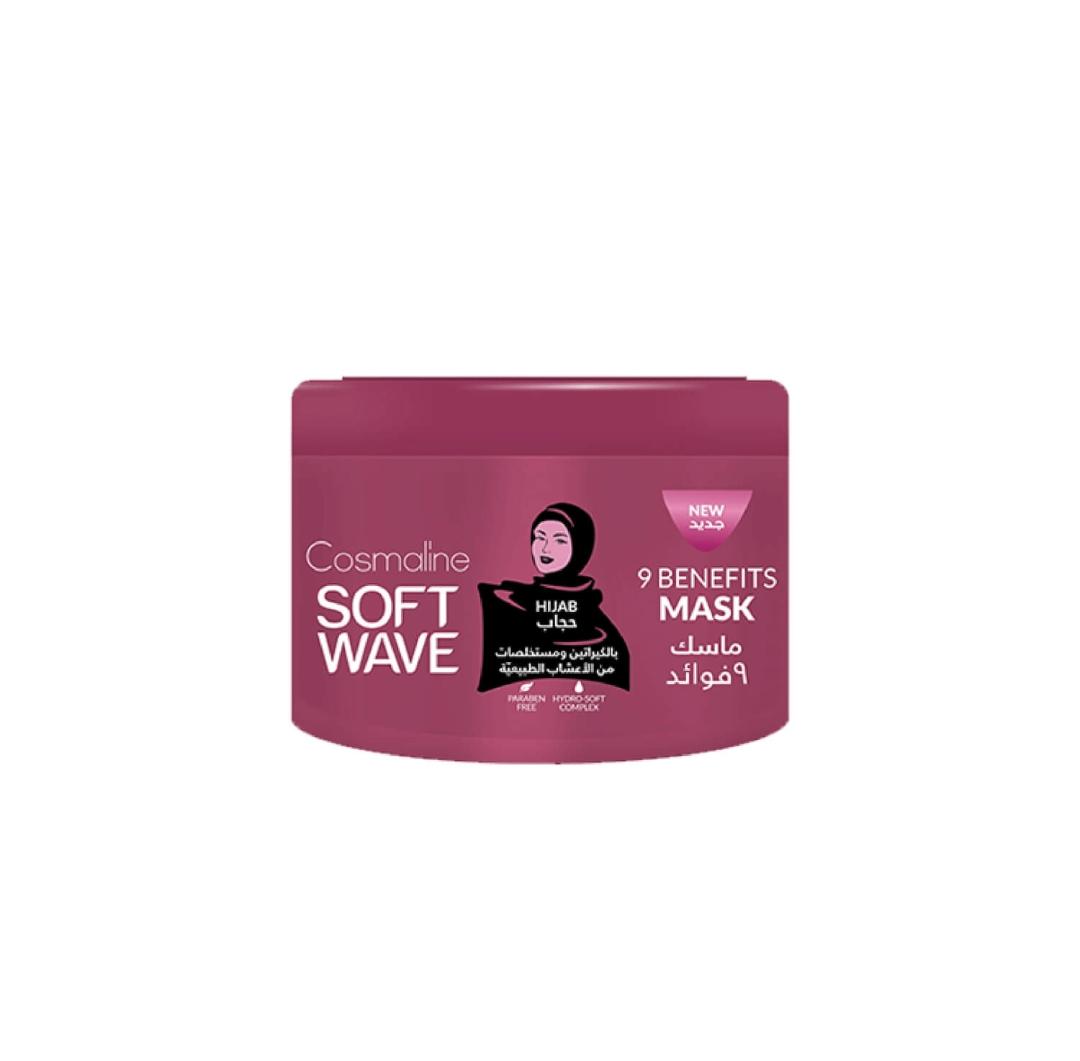 Cosmaline
SOFT
WAVE
HIJAB
حجاب
بالكيراتين ومستخلصات
من الأعشاب الطبيعيّة
PARABEN
FREE
HYDRO-SOFT
COMPLEX
NEW
جديد
9 BENEFITS
MASK
ماسك
٩فوائد